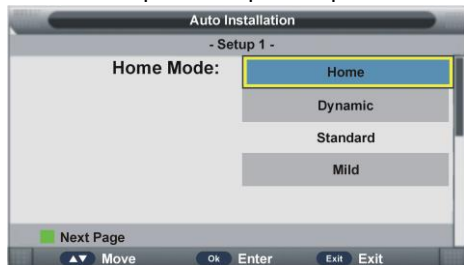 Auto Installation
- Setup 1 -
Home Mode: Home
Dynamic
Standard
Mild
Next Page
Move Ok Enter Exit Exit